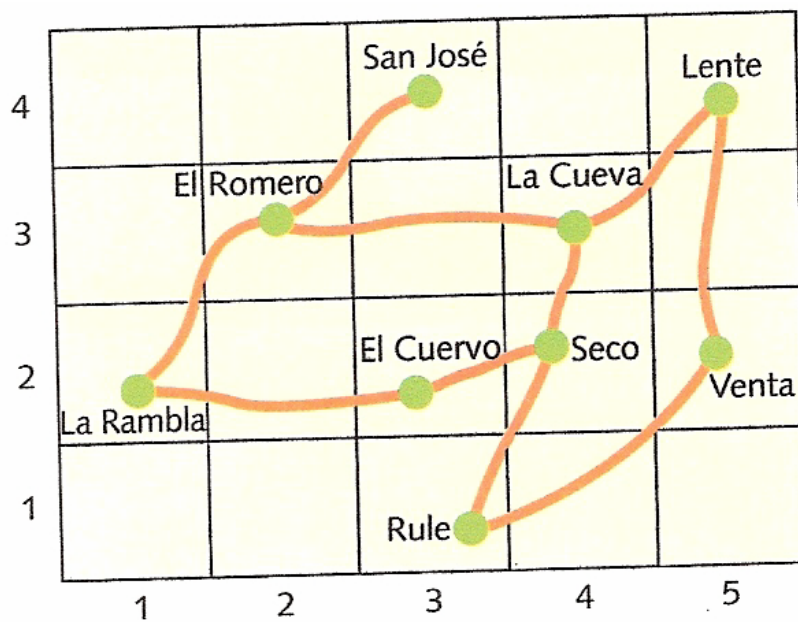 San José
Lente
4
El Romero
La Cueva
3
El Cuervo
Seco
2
Venta
La Rambla
1
Rule
1 2 3 4 5